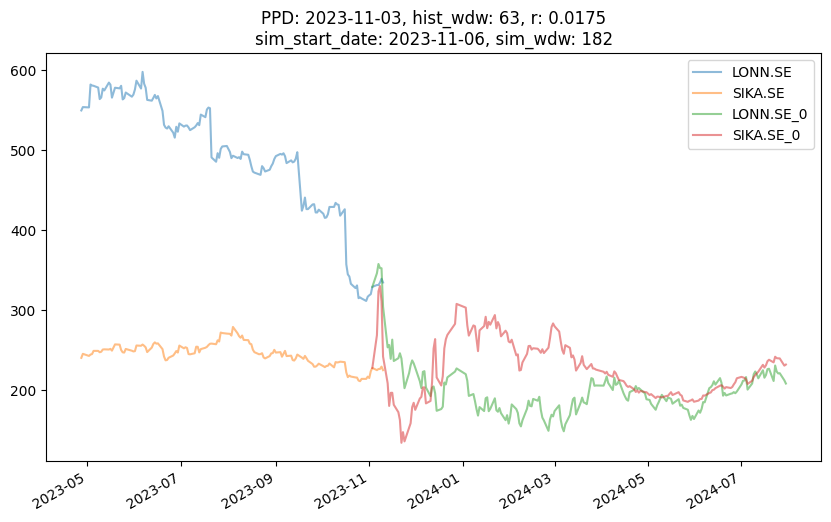 PPD: 2023-11-03, hist_wdw: 63, r: 0.0175
sim_start_date: 2023-11-06, sim_wdw: 182
LONN.SE
SIKA.SE
LONN.SE_0
SIKA.SE_0
600
500
400
300
200
2023-05
2023-07
2023-09
2023-11
2024-01
2024-03
2024-05
2024-07